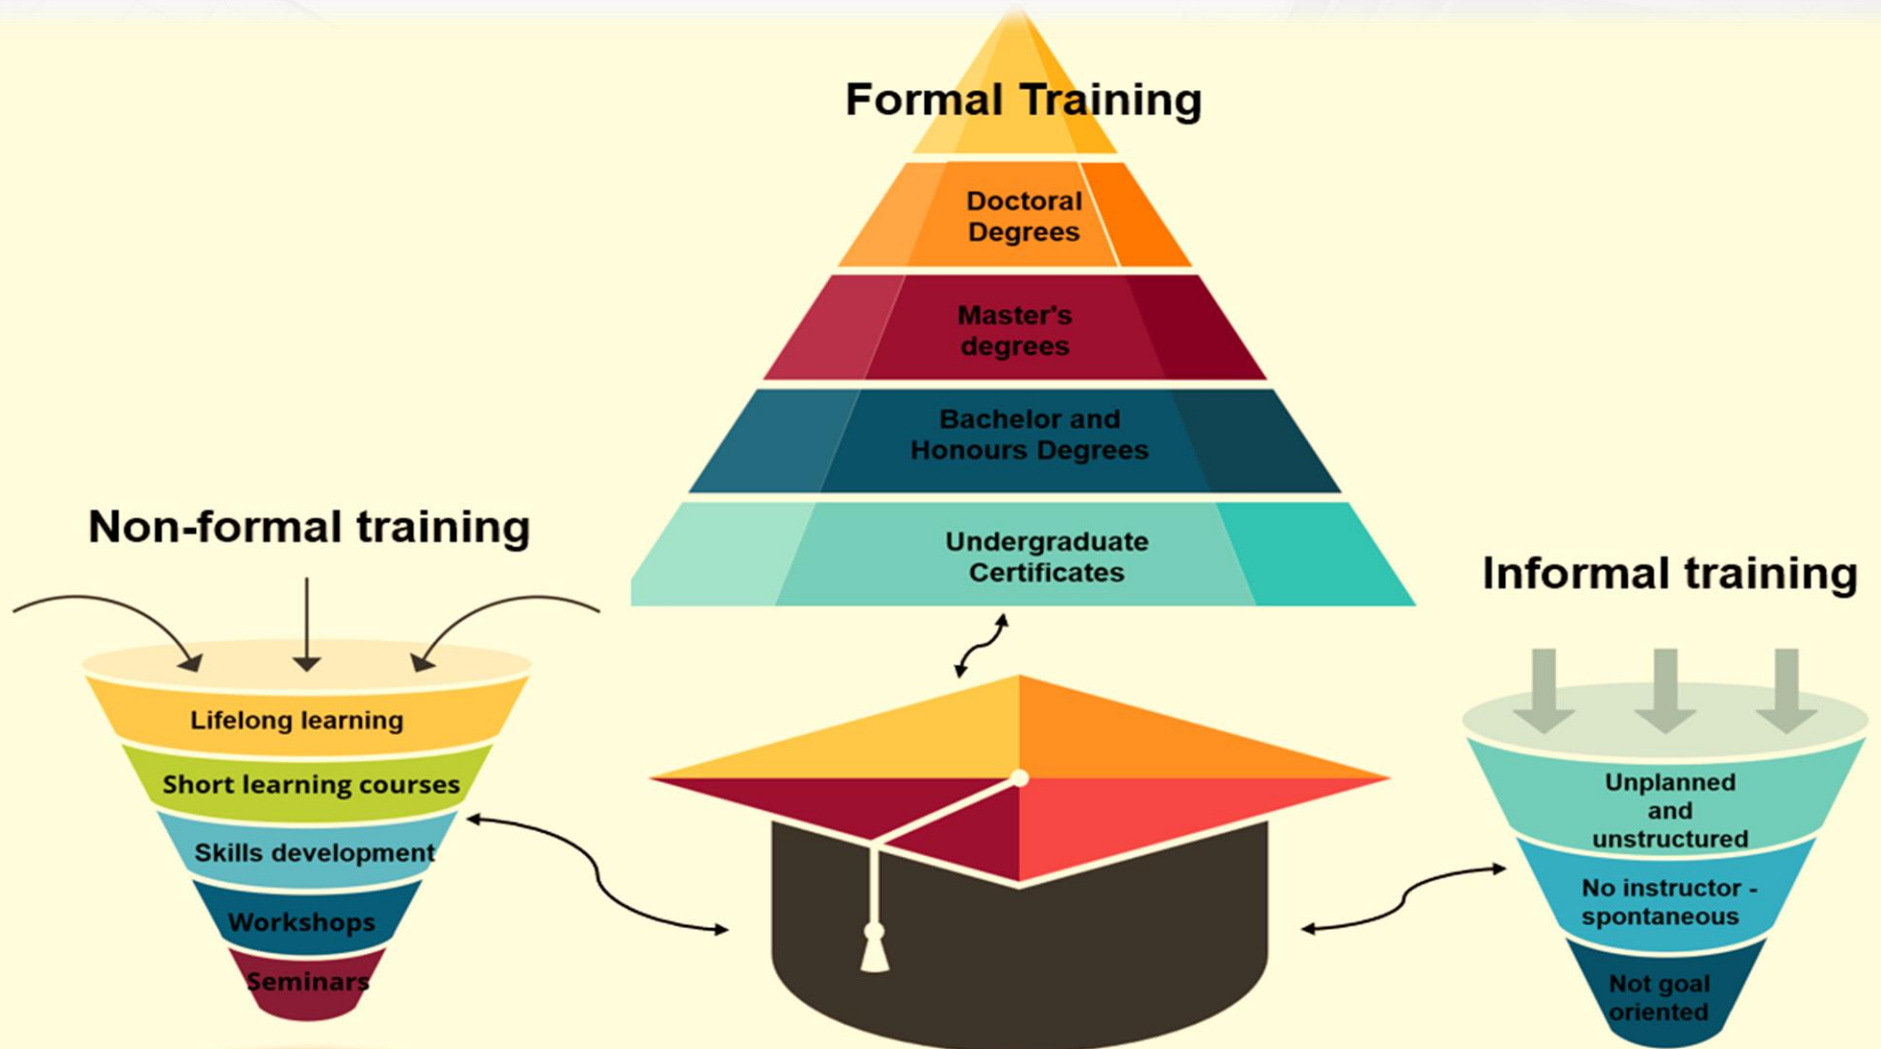 Formal Training
Doctoral
Degrees
Master's
degrees
Bachelor and
Honours Degrees
Undergraduate
Certificates
Non-formal training
Lifelong learning
Short learning courses
Skills development
Workshops
Seminars
Informal training
Unplanned
and
unstructured
No instructor -
spontaneous
Not goal
oriented